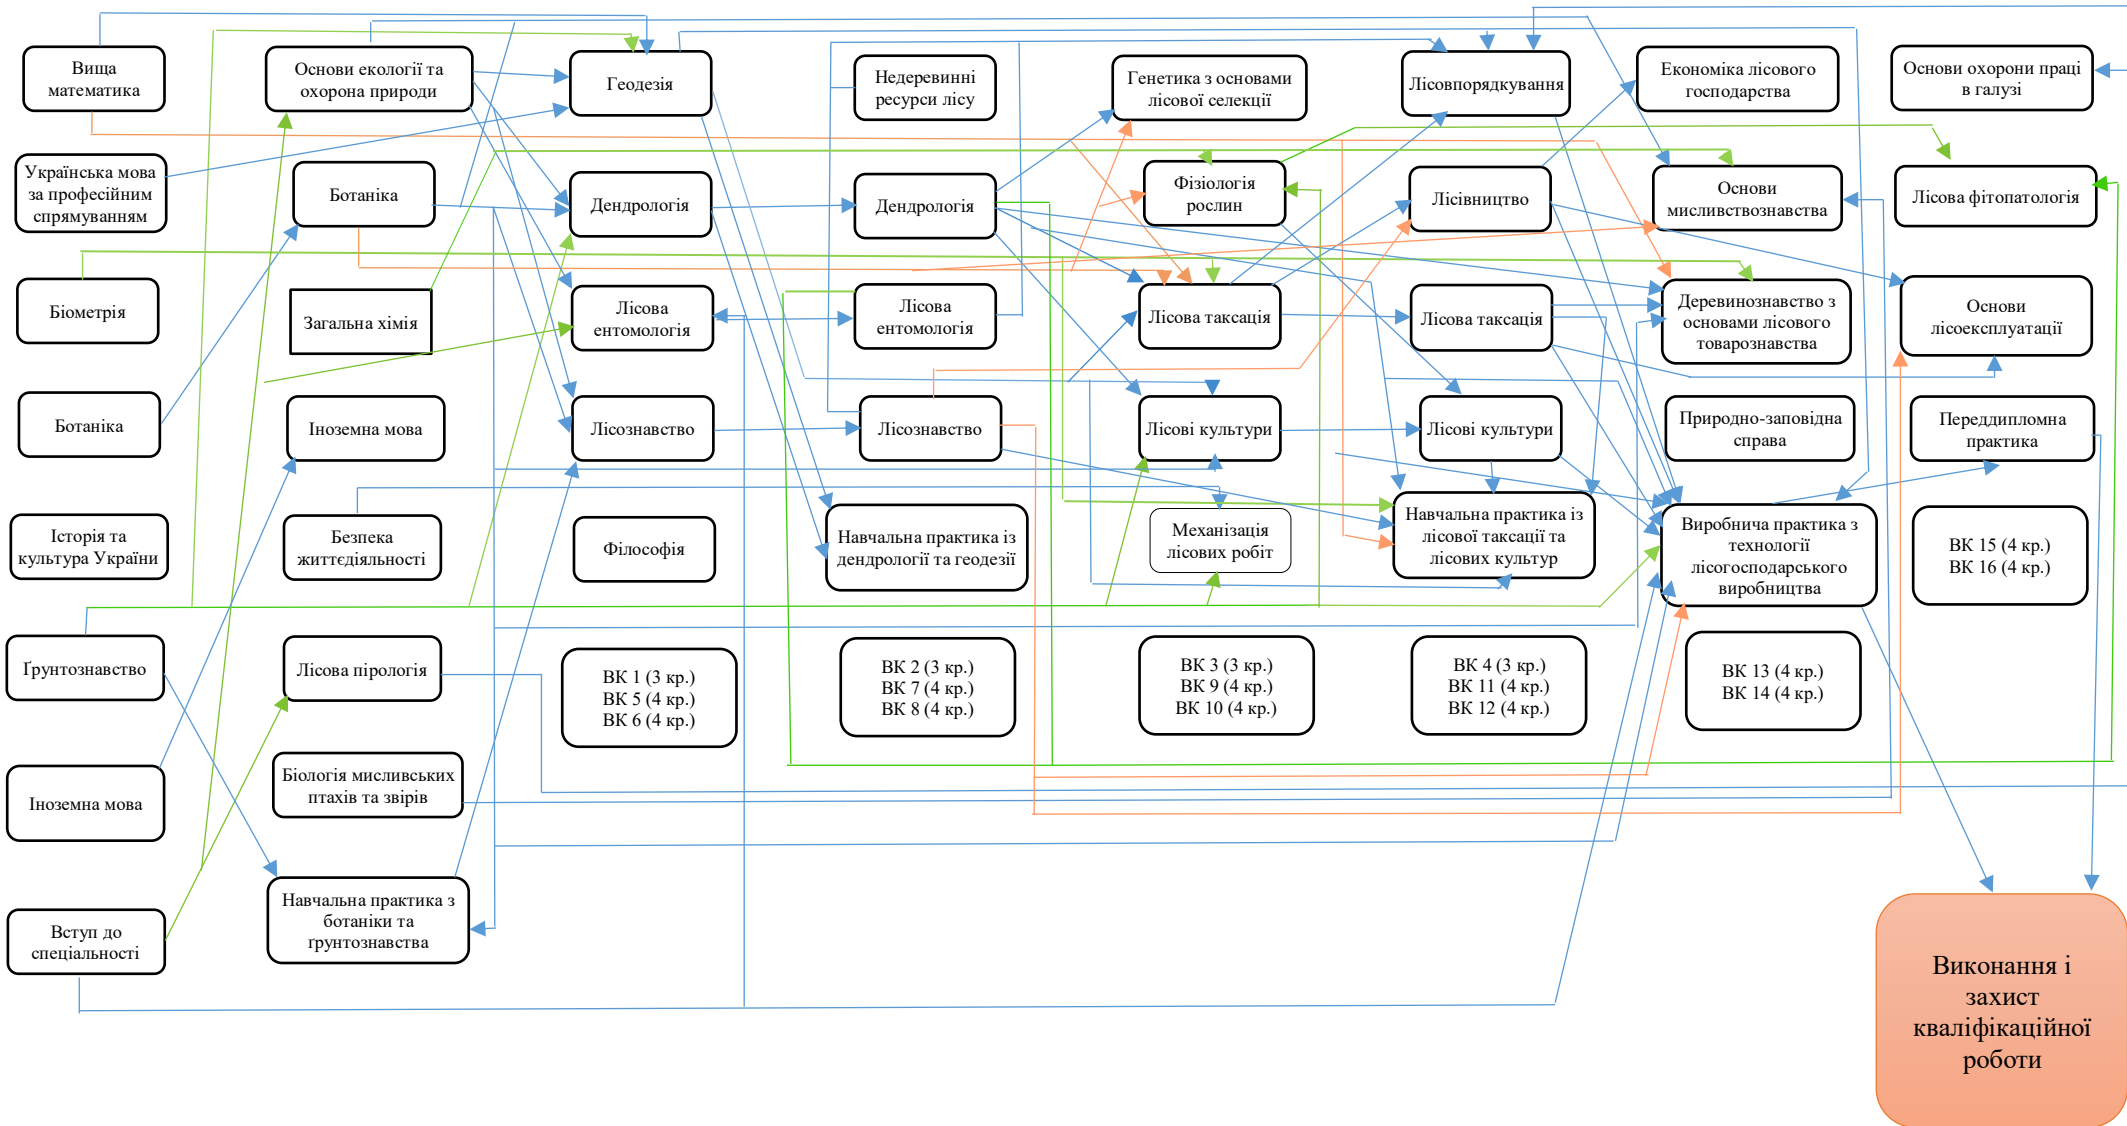 Вища
математика
Українська мова
за професійним
спрямуванням
Біометрія
Ботаніка
Історія та
культура України
Ґрунтознавство
Іноземна мова
Вступ до
спеціальності
Основи екології та
охорона природи
Ботаніка
Загальна хімія
Іноземна мова
Безпека
життєдіяльності
Лісова пірологія
Біологія мисливських
птахів та звірів
Навчальна практика з
ботаніки та
ґрунтознавства
Геодезія
Дендрологія
Лісова
ентомологія
Лісознавство
Філософія
ВК 1 (3 кр.)
ВК 5 (4 кр.)
ВК 6 (4 кр.)
Недеревинні
ресурси лісу
Дендрологія
Лісова
ентомологія
Лісознавство
Навчальна практика із
дендрології та геодезії
ВК 2 (3 кр.)
ВК 7 (4 кр.)
ВК 8 (4 кр.)
Генетика з основами
лісової селекції
Фізіологія
рослин
Лісова таксація
Лісові культури
Механізація
лісових робіт
ВК 3 (3 кр.)
ВК 9 (4 кр.)
ВК 10 (4 кр.)
Лісовпорядкування
Лісівництво
Лісова таксація
Лісові культури
Навчальна практика із
лісової таксації та
лісових культур
ВК 4 (3 кр.)
ВК 11 (4 кр.)
ВК 12 (4 кр.)
Економіка лісового
господарства
Основи
мисливствознавства
Деревинознавство з
основами лісового
товарознавства
Природно-заповідна
справа
Виробнича практика з
технології
лісогосподарського
виробництва
ВК 13 (4 кр.)
ВК 14 (4 кр.)
Основи охорони праці
в галузі
Лісова фітопатологія
Основи
лісоексплуатації
Переддипломна
практика
ВК 15 (4 кр.)
ВК 16 (4 кр.)
Виконання і
захист
кваліфікаційної
роботи